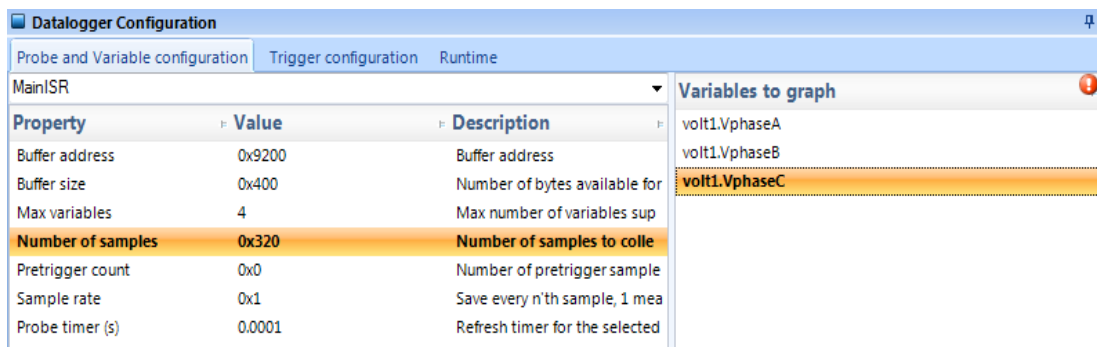 Datalogger Configuration
Probe and Variable configuration Trigger configuration Runtime
MainISR
Variables to graph
Property Value Description
volt1.VphaseA
Buffer address 0x9200 Buffer address
volt1.VphaseB
Buffer size 0x400 Number of bytes available for
volt1.VphaseC
Max variables 4 Max number of variables sup
Number of samples 0x320 Number of samples to colle
Pretrigger count 0x0 Number of pretrigger sample
Sample rate 0x1 Save every n'th sample, 1 mea
Probe timer (s) 0.0001 Refresh timer for the selected